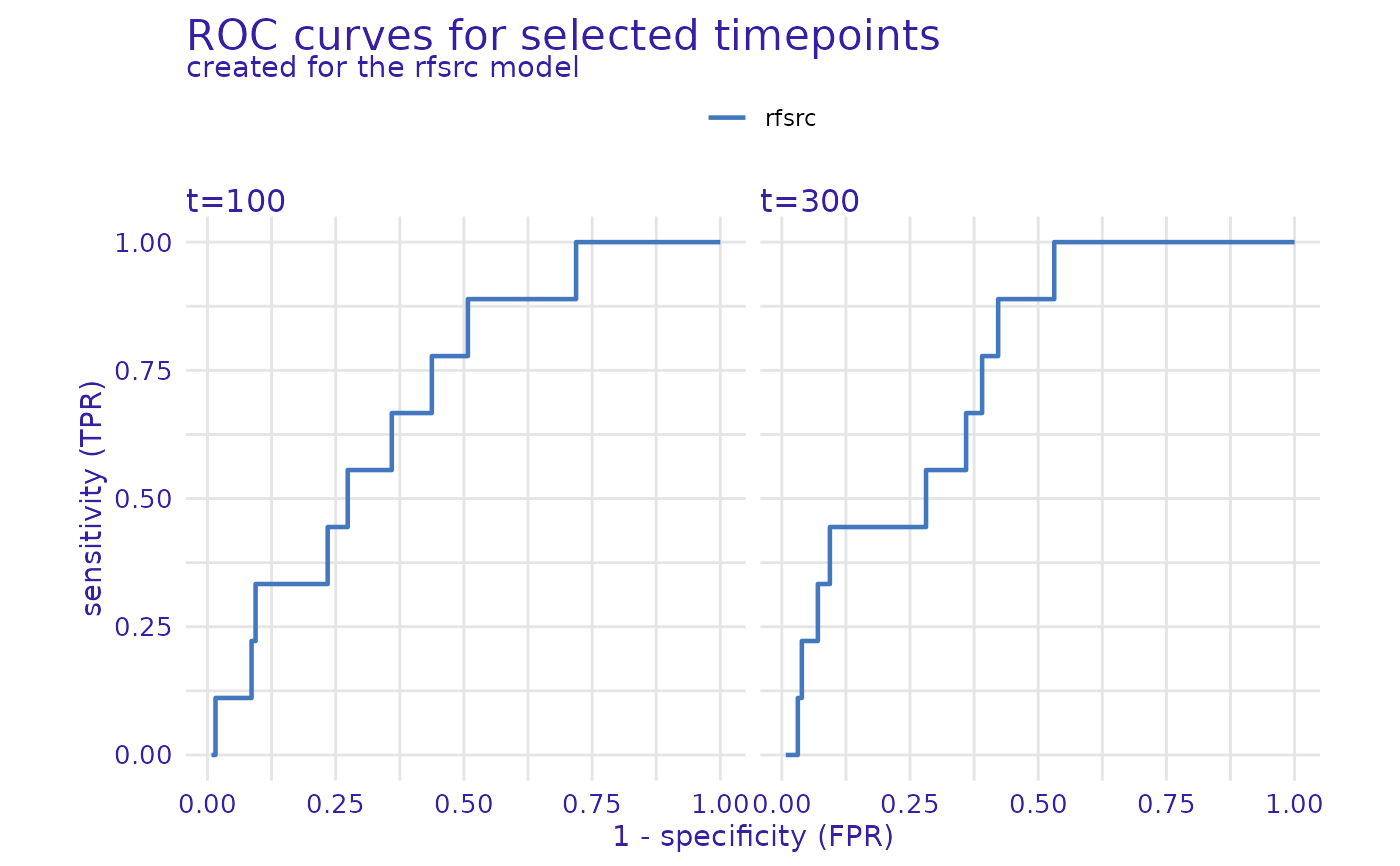 ROC curves for selected timepoints
created for the rfsrc model
rfsrc
t=100
t=300
sensitivity (TPR)
1.00
0.75
0.50
0.25
0.00
0.00 0.25 0.50 0.75 1.00 0.00 0.25 0.50 0.75 1.00
1 - specificity (FPR)